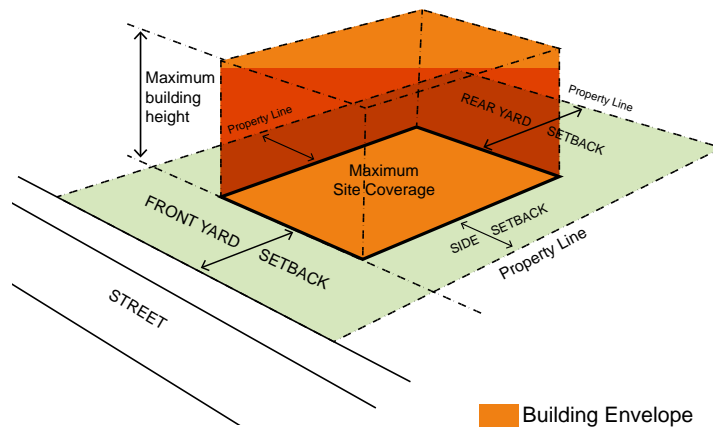 Maximum
building
height
Property Line
REAR YARD
SETBACK
Property Line
Maximum
Site Coverage
FRONT YARD
SETBACK
SIDE
SETBACK
Property Line
STREET
Building Envelope